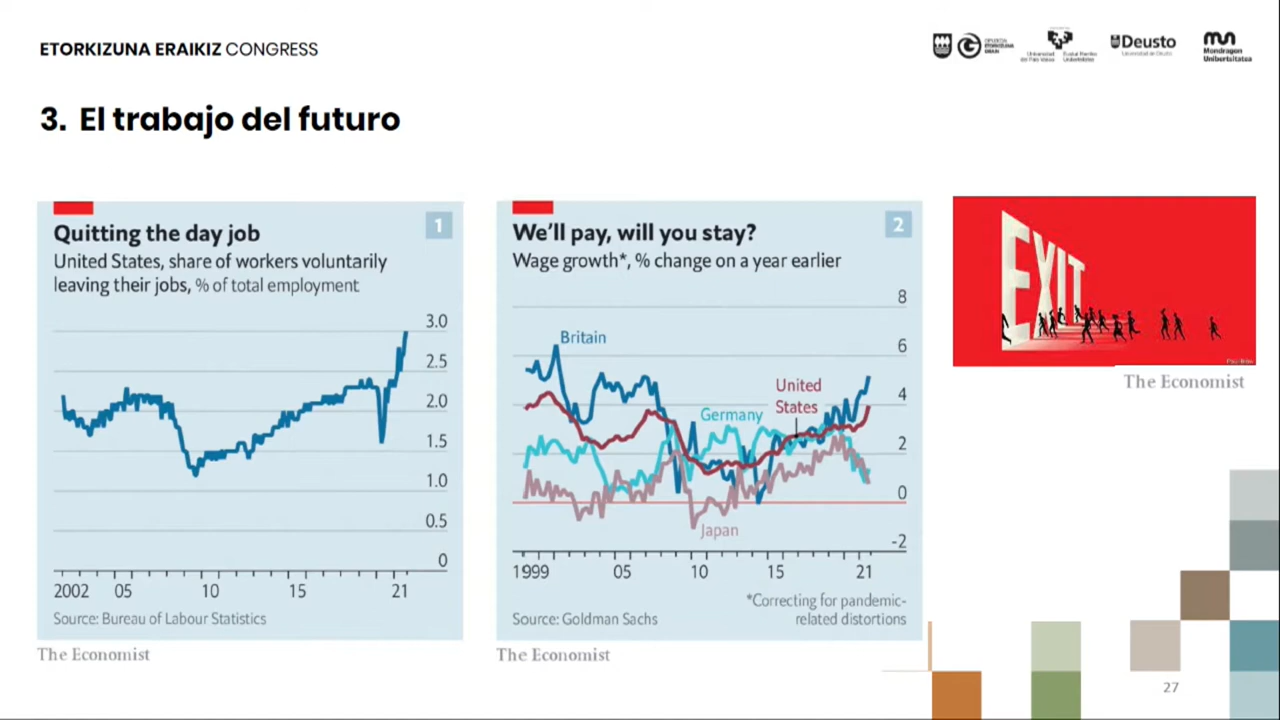 ETORKIZUNA ERAIKIZ CONGRESS
Deusto
Mondragon
Unibertsitatea
3. El trabajo del futuro
1
Quitting the day job
United States, share of workers voluntarily
leaving their jobs, % of total employment
3.0
2.5
2.0
1.5
1.0
0.5
0
2002 05 10 15 21
Source: Bureau of Labour Statistics
The Economist
2
We'll pay, will you stay?
Wage growth*, % change on a year earlier
8
6
4
2
0
-2
Britain
United
States
Germany
Japan
1999 05 10 15 21
*Correcting for pandemic-
related distortions
Source: Goldman Sachs
The Economist
EXIT
The Economist
27